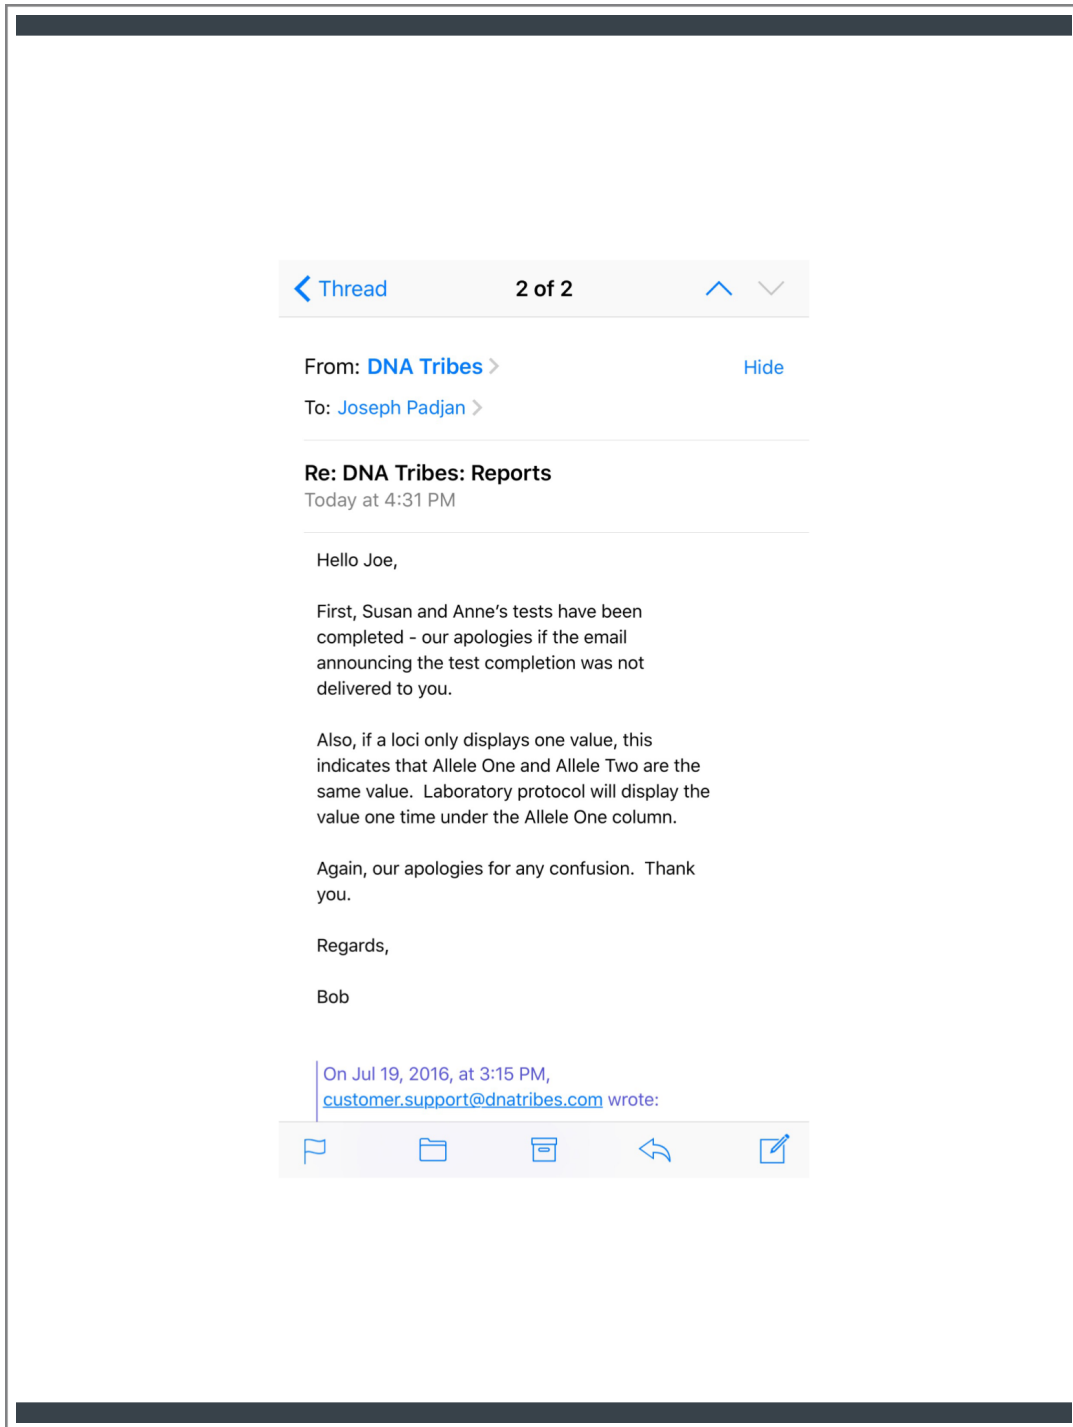 Thread
2 of 2
From: DNA Tribes
Hide
To: Joseph Padjan
Re: DNA Tribes: Reports
Today at 4:31 PM
Hello Joe,
First, Susan and Anne’s tests have been
completed - our apologies if the email
announcing the test completion was not
delivered to you.
Also, if a loci only displays one value, this
indicates that Allele One and Allele Two are the
same value.  Laboratory protocol will display the
value one time under the Allele One column.
Again, our apologies for any confusion.  Thank
you.
Regards,
Bob
On Jul 19, 2016, at 3:15 PM,
customer.support@dnatribes.com wrote: